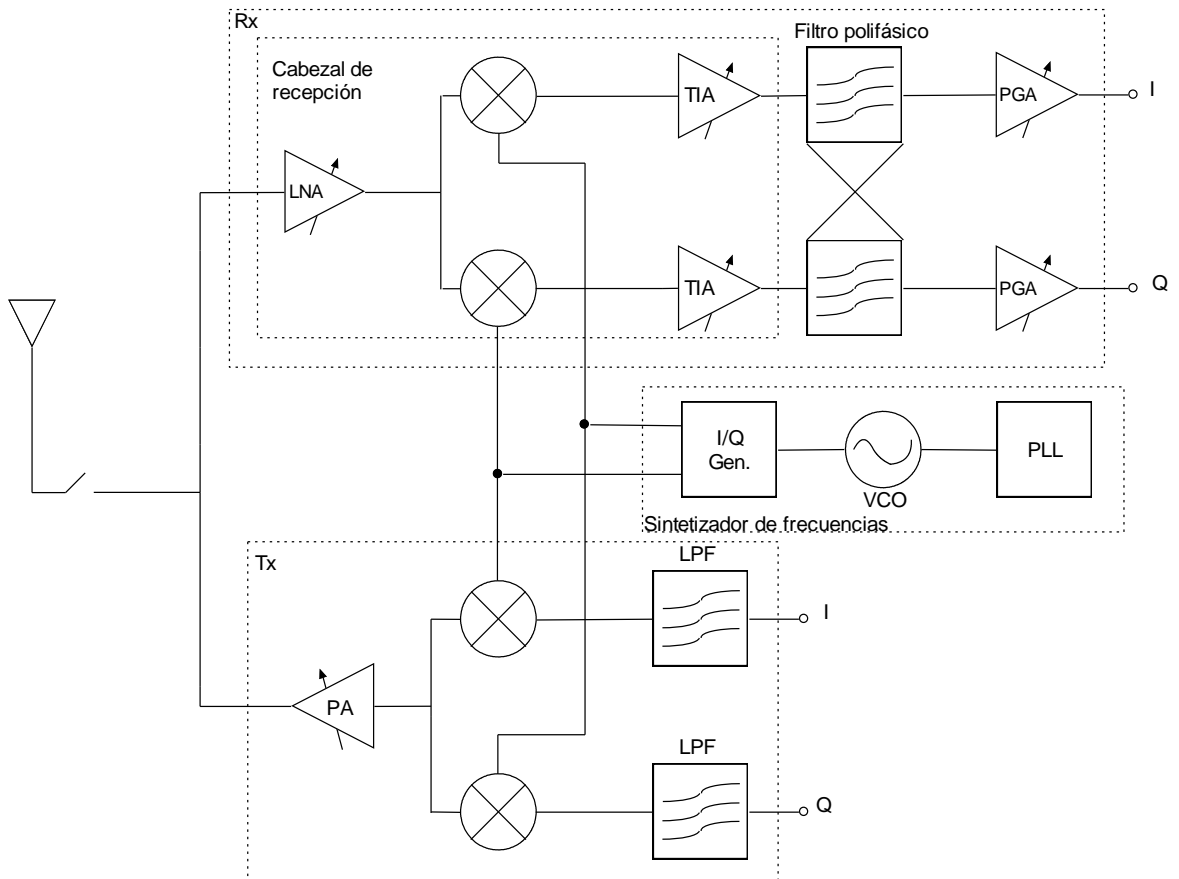 Rx
Cabezal de
recepción
Filtro polifásico
LNA
TIA
PGA
I
TIA
PGA
Q
I/Q
Gen.
VCO
PLL
Sintetizador de frecuencias
Tx
LPF
I
PA
LPF
Q